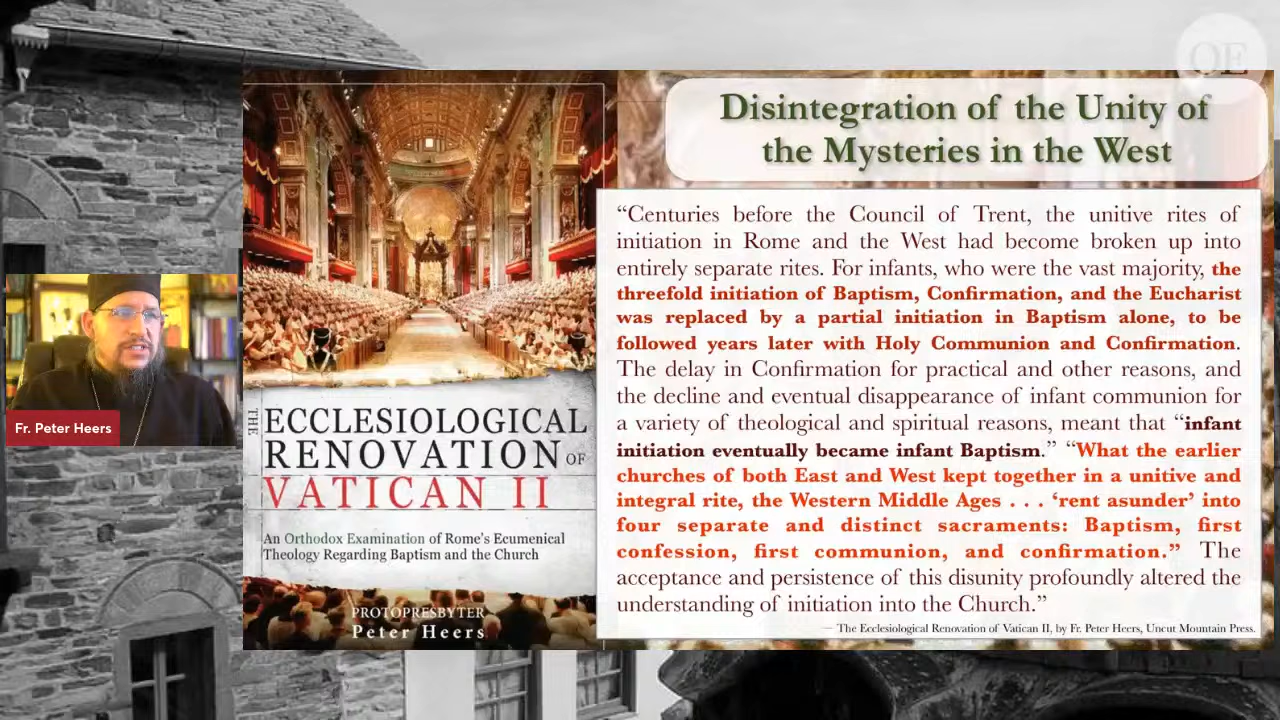 OE
Disintegration of the Unity of
the Mysteries in the West
“Centuries before the Council of Trent, the unitive rites of
initiation in Rome and the West had become broken up into
entirely separate rites. For infants, who were the vast majority, the
threefold initiation of Baptism, Confirmation, and the Eucharist
was replaced by a partial initiation in Baptism alone, to be
followed years later with Holy Communion and Confirmation.
The delay in Confirmation for practical and other reasons, and
the decline and eventual disappearance of infant communion for
a variety of theological and spiritual reasons, meant that “infant
initiation eventually became infant Baptism.” “What the earlier
churches of both East and West kept together in a unitive and
integral rite, the Western Middle Ages . . . ‘rent asunder’ into
four separate and distinct sacraments: Baptism, first
confession, first communion, and confirmation.” The
acceptance and persistence of this disunity profoundly altered the
understanding of initiation into the Church.”
— The Ecclesiological Renovation of Vatican II, by Fr. Peter Heers, Uncut Mountain Press.
THE
ECCLESIOLOGICAL
RENOVATION OF
VATICAN II
An Orthodox Examination of Rome's Ecumenical
Theology Regarding Baptism and the Church
PROTOPRESBYTER
Peter Heers
Fr. Peter Heers